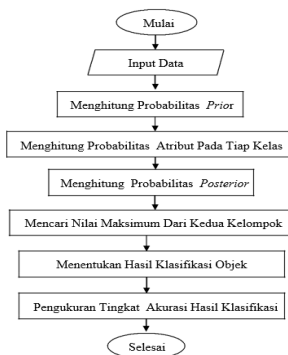 Mulai
Input Data
Menghitung Probabilitas Prior
Menghitung Probabilitas Atribut Pada Tiap Kelas
Menghitung Probabilitas Posterior
Mencari Nilai Maksimum Dari Kedua Kelompok
Menentukan Hasil Klasifikasi Objek
Pengukuran Tingkat Akurasi Hasil Klasifikasi
Selesai